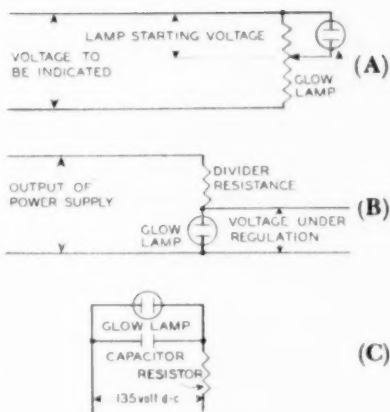 LAMP STARTING VOLTAGE
VOLTAGE TO
BE INDICATED
GLOW
LAMP
(A)
OUTPUT OF
POWER SUPPLY
DIVIDER
RESISTANCE
GLOW
LAMP
VOLTAGE UNDER
REGULATION
(B)
GLOW LAMP
CAPACITOR
RESISTOR
135 volt d-c
(C)